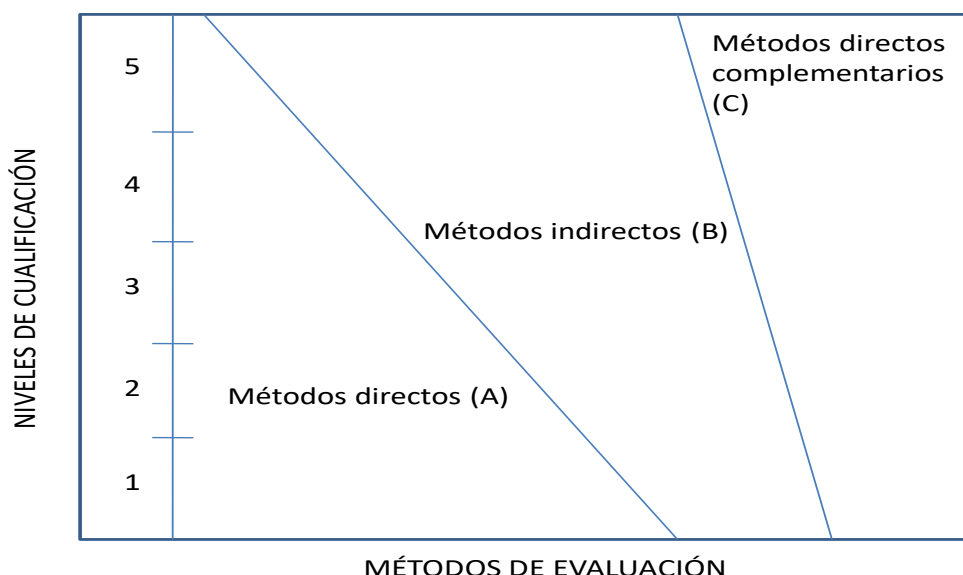 Métodos directos
complementarios
(C)
5
4
Métodos indirectos (B)
3
2
Métodos directos (A)
1
NIVELES DE CUALIFICACIÓN
MÉTODOS DE EVALUACIÓN